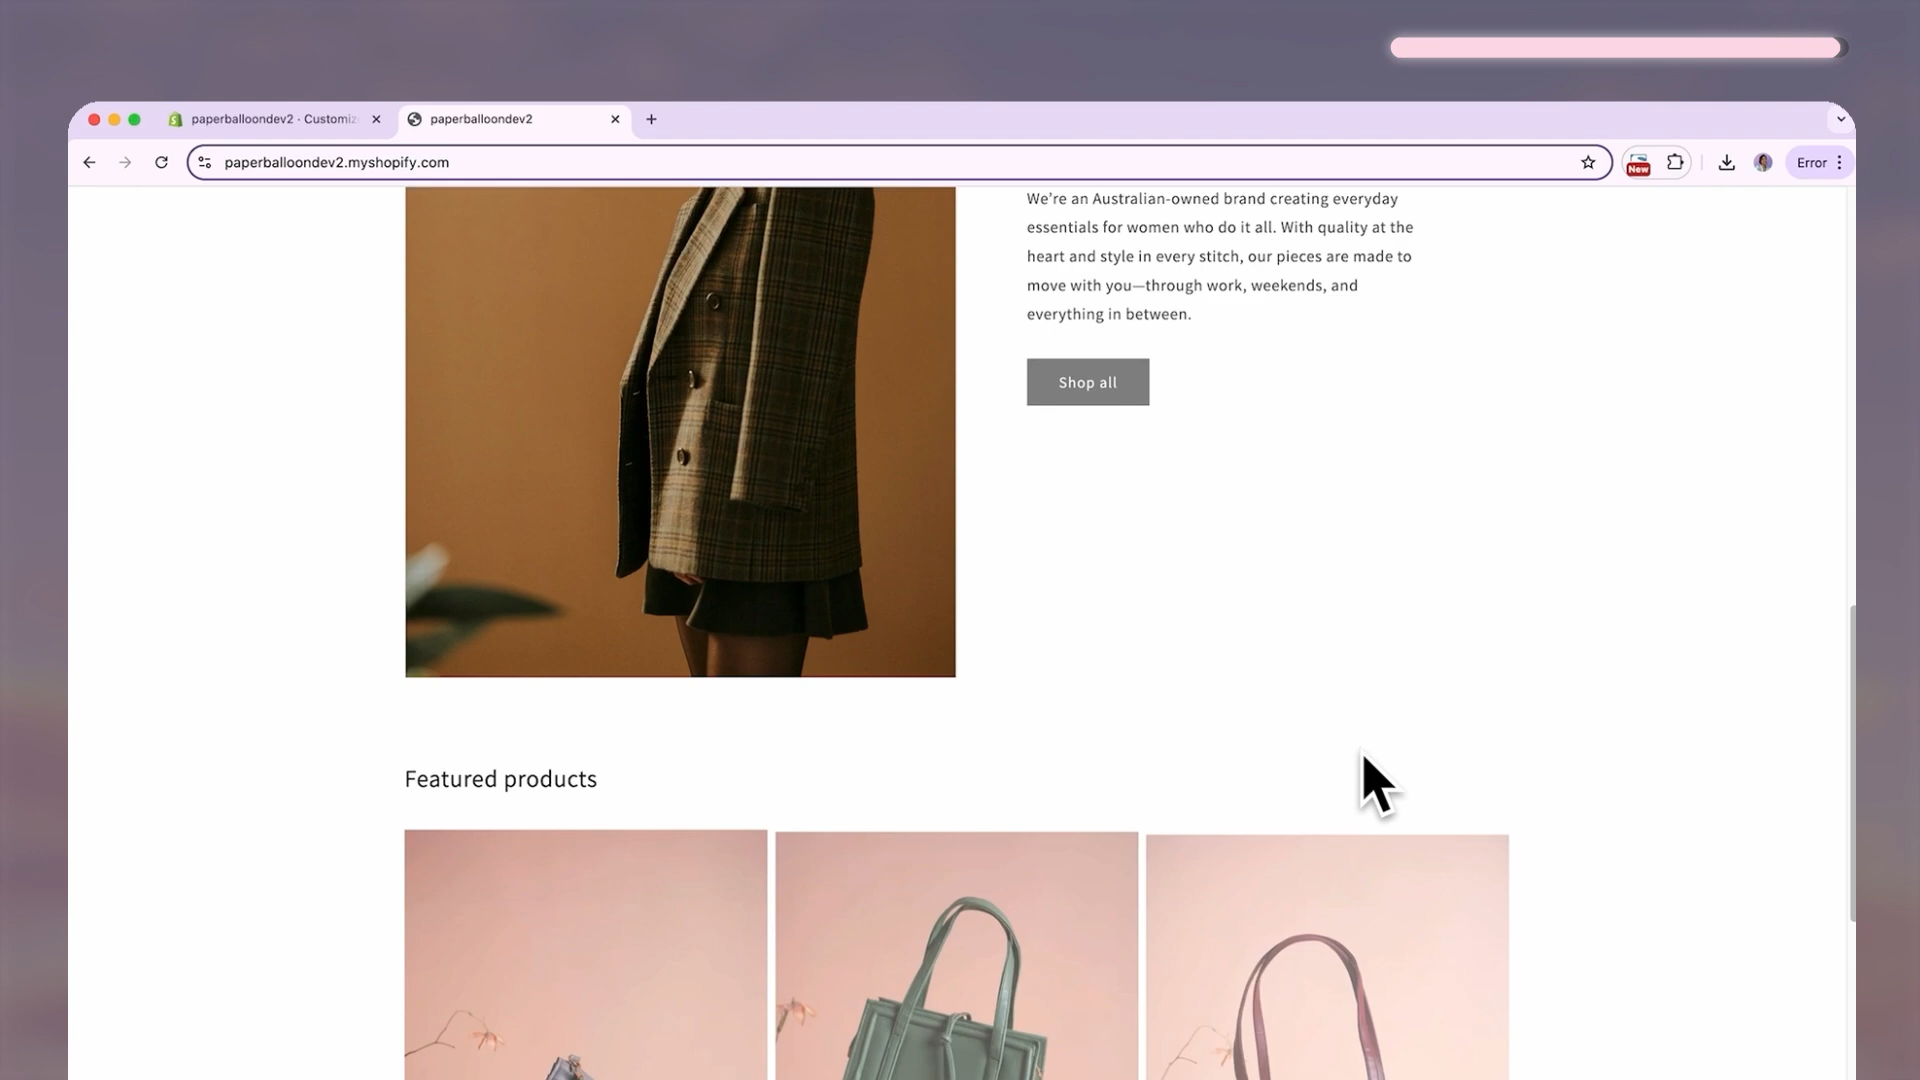 paperballoondev2 · Customiz
paperballoondev2
paperballoondev2.myshopify.com
New
Error
We're an Australian-owned brand creating everyday
essentials for women who do it all. With quality at the
heart and style in every stitch, our pieces are made to
move with you—through work, weekends, and
everything in between.
Shop all
Featured products